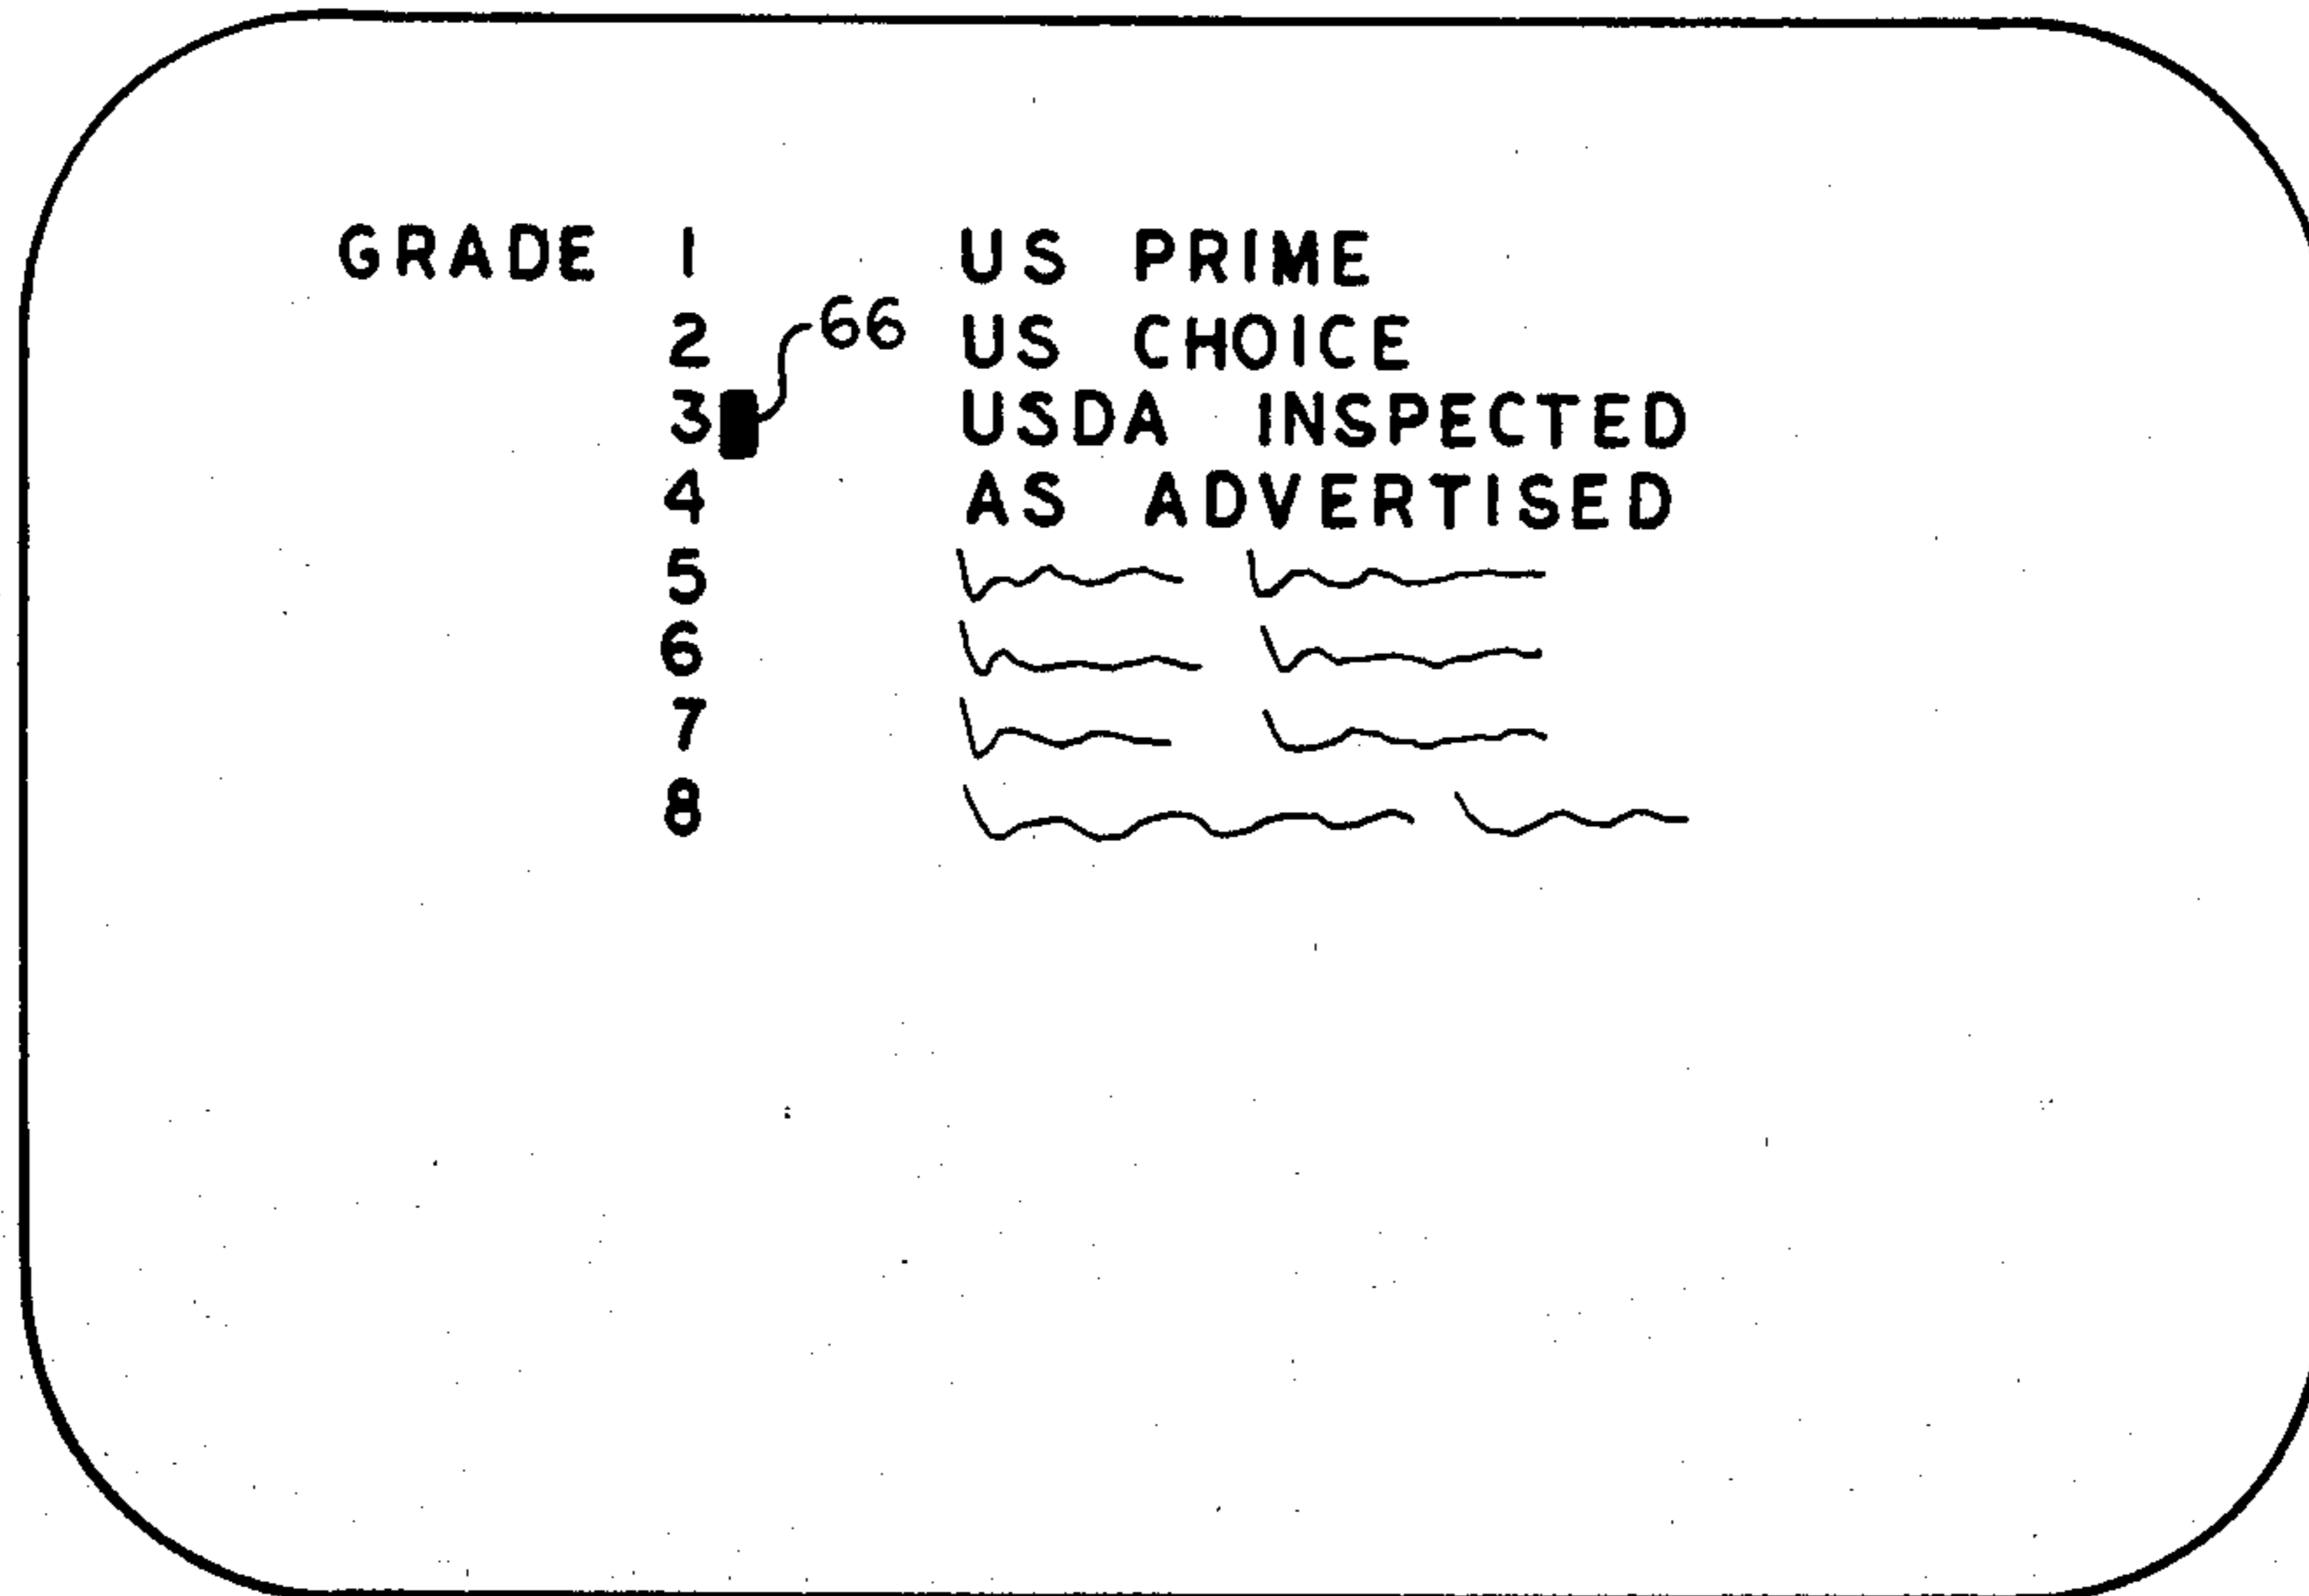 GRADE 1 US PRIME
2 66 US CHOICE
3 USDA INSPECTED
4 AS ADVERTISED
5
6
7
8